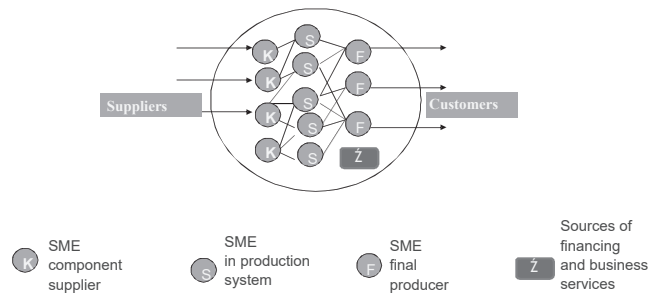 S
K
F
S
K
F
Suppliers
S
Customers
K
S
F
K
S
Ź
SME
component
supplier
K
SME
in production
system
S
SME
final
producer
F
Sources of
financing
and business
services
Ź